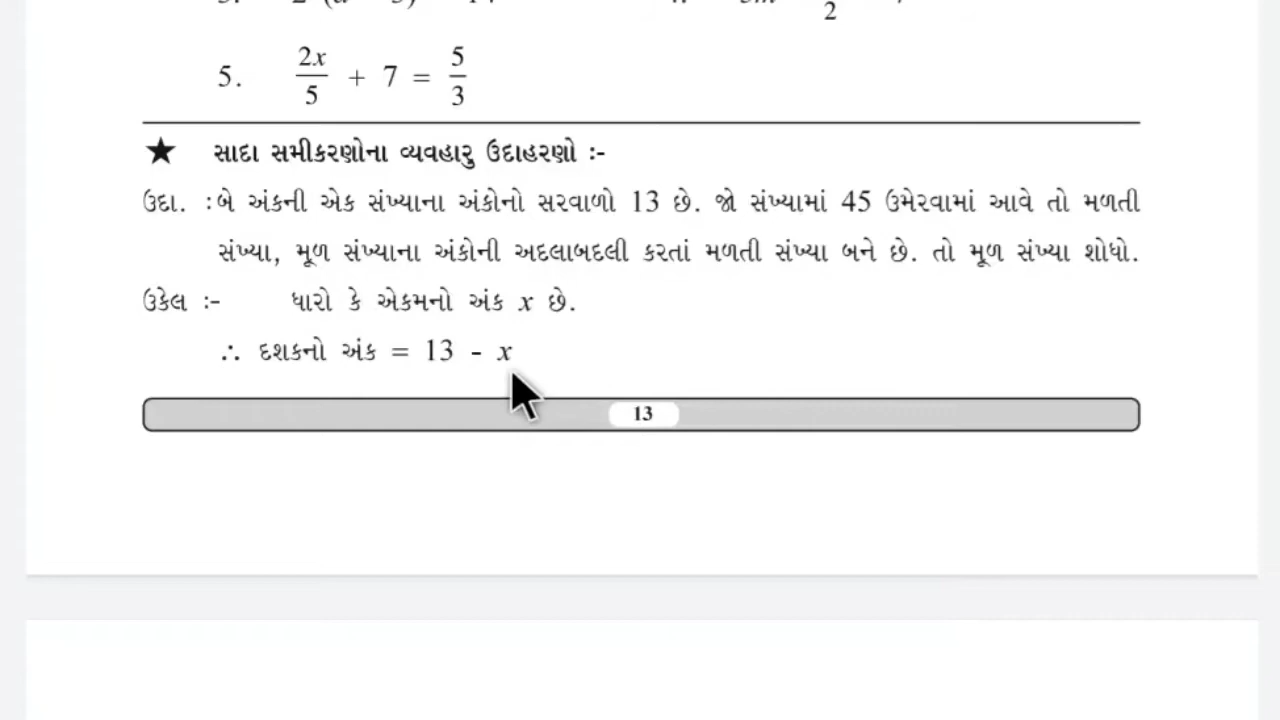 2
5. 2x/5 + 7 = 5/3
★ સાદા સમીકરણોના વ્યવહારુ ઉદાહરણો :-
ઉદા. : બે અંકની એક સંખ્યાના અંકોનો સરવાળો 13 છે. જો સંખ્યામાં 45 ઉમેરવામાં આવે તો મળતી
સંખ્યા, મૂળ સંખ્યાના અંકોની અદલાબદલી કરતાં મળતી સંખ્યા બને છે. તો મૂળ સંખ્યા શોધો.
ઉકેલ :- ધારો કે એકમનો અંક x છે.
∴ દશકનો અંક = 13 - x
13